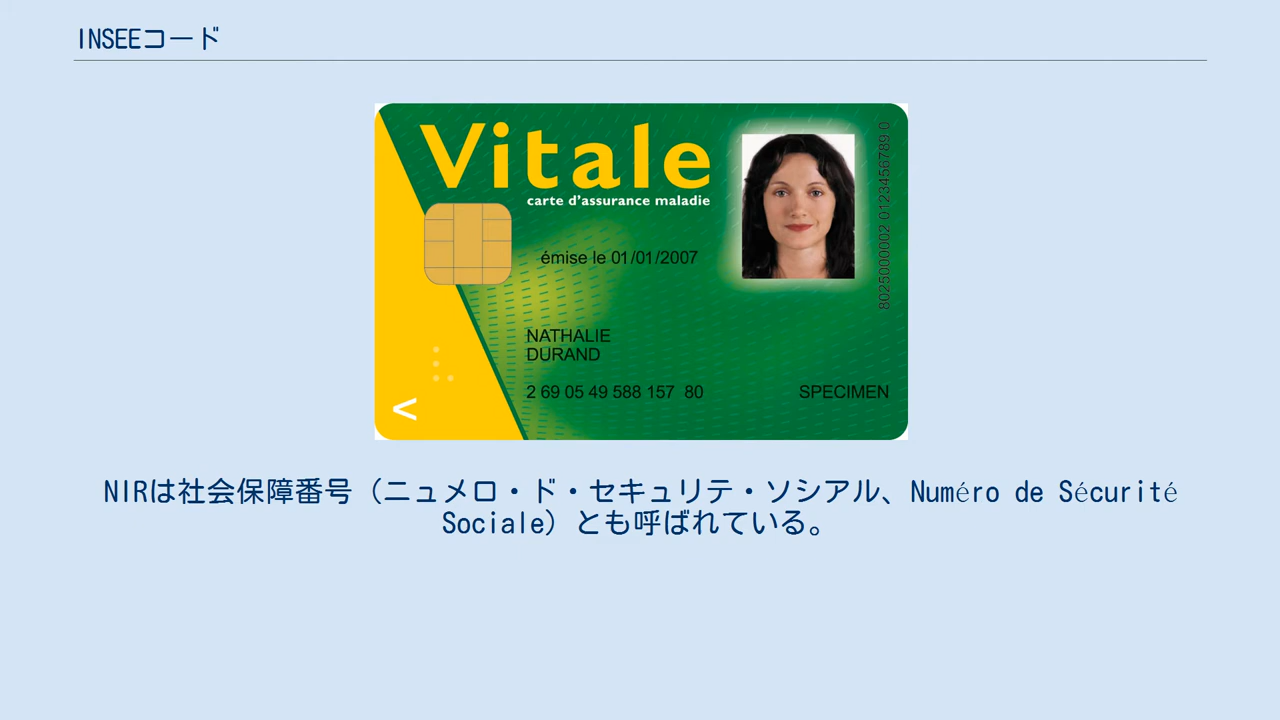 INSEEコード
Vitale
carte d'assurance maladie
émise le 01/01/2007
8025000002 0123456789 0
NATHALIE
DURAND
2 69 05 49 588 157 80
SPECIMEN
<
NIRは社会保障番号（ニュメロ・ド・セキュリテ・ソシアル、Numéro de Sécurité
Sociale）とも呼ばれている。